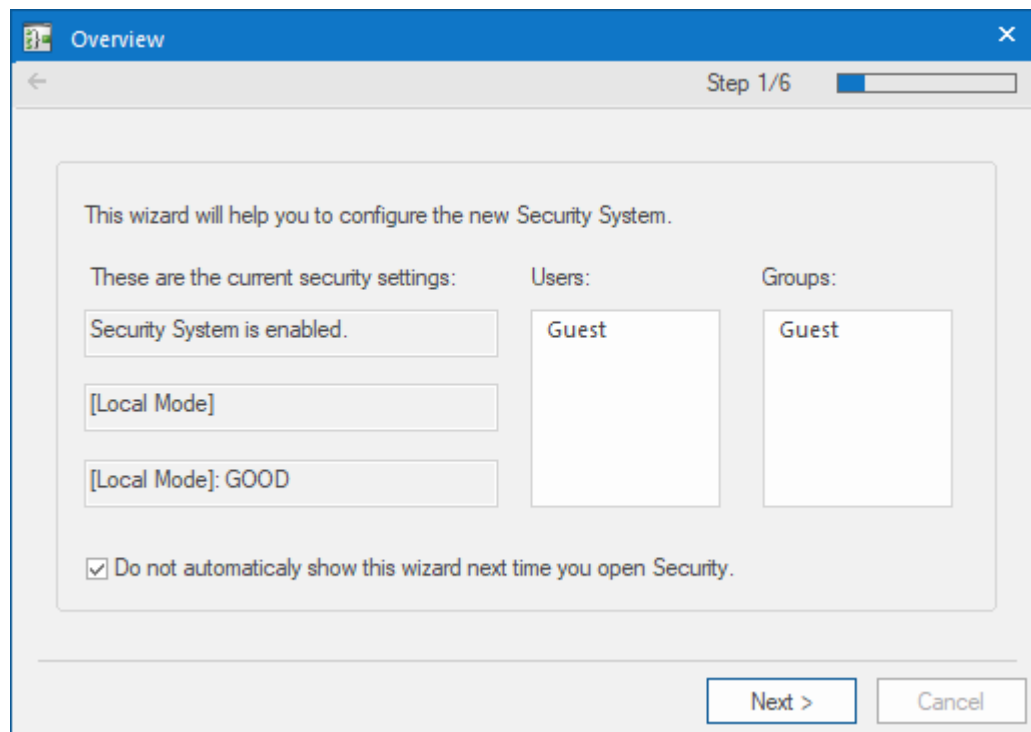 Overview
Step 1/6
This wizard will help you to configure the new Security System.
These are the current security settings: Users: Groups:
Security System is enabled. Guest Guest
[Local Mode]
[Local Mode]: GOOD
Do not automaticaly show this wizard next time you open Security.
Next > Cancel